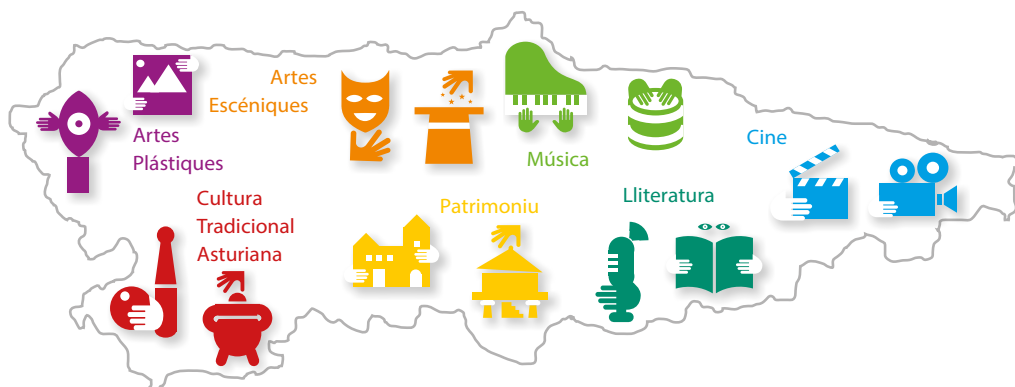 Artes
Plástiques
Artes
Escéniques
Música
Cine
Cultura
Tradicional
Asturiana
Patrimoniu
Lliteratura